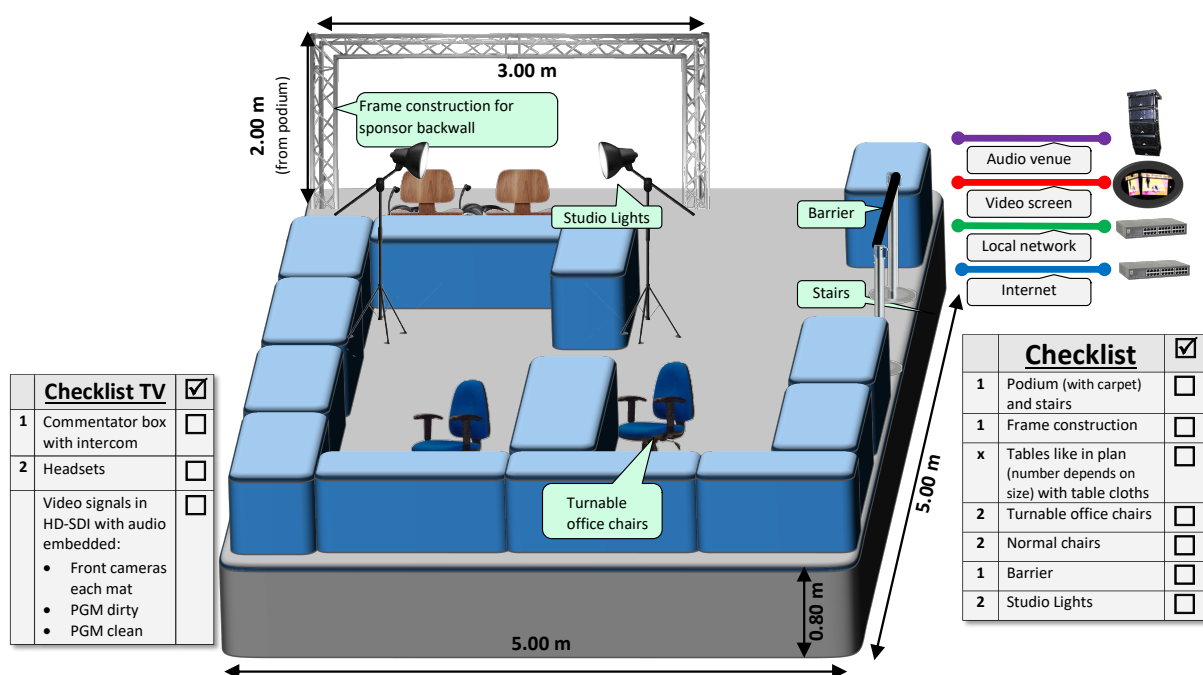 3.00 m
2.00 m
(from podium)
Frame construction for
sponsor backwall
Studio Lights
Barrier
Stairs
Audio venue
Video screen
Local network
Internet
Turnable
office chairs
5.00 m
0.80 m
5.00 m
Checklist TV ☑
1 Commentator box
with intercom ☐
2 Headsets ☐
Video signals in ☐
HD-SDI with audio
embedded:
• Front cameras
each mat
• PGM dirty
• PGM clean
Checklist ☑
1 Podium (with carpet) ☐
and stairs
1 Frame construction ☐
x Tables like in plan ☐
(number depends on
size) with table cloths
2 Turnable office chairs ☐
2 Normal chairs ☐
1 Barrier ☐
2 Studio Lights ☐